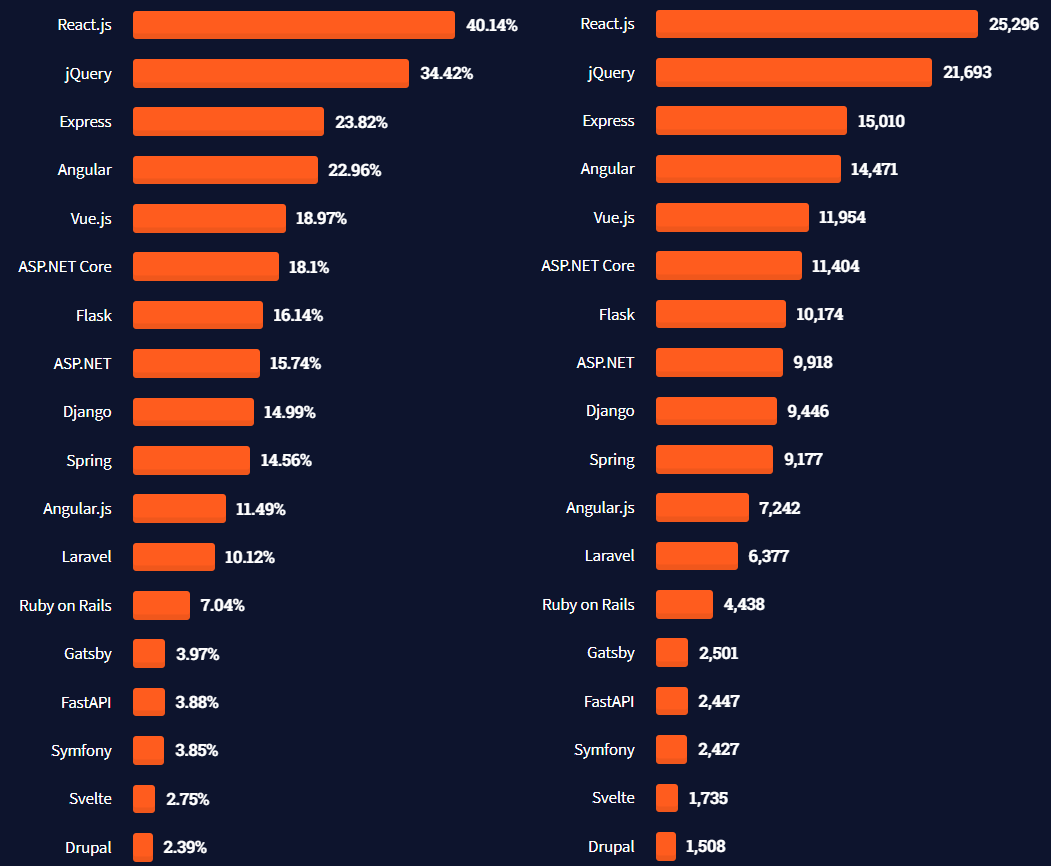 React.js 40.14%
jQuery 34.42%
Express 23.82%
Angular 22.96%
Vue.js 18.97%
ASP.NET Core 18.1%
Flask 16.14%
ASP.NET 15.74%
Django 14.99%
Spring 14.56%
Angular.js 11.49%
Laravel 10.12%
Ruby on Rails 7.04%
Gatsby 3.97%
FastAPI 3.88%
Symfony 3.85%
Svelte 2.75%
Drupal 2.39%
React.js 25,296
jQuery 21,693
Express 15,010
Angular 14,471
Vue.js 11,954
ASP.NET Core 11,404
Flask 10,174
ASP.NET 9,918
Django 9,446
Spring 9,177
Angular.js 7,242
Laravel 6,377
Ruby on Rails 4,438
Gatsby 2,501
FastAPI 2,447
Symfony 2,427
Svelte 1,735
Drupal 1,508